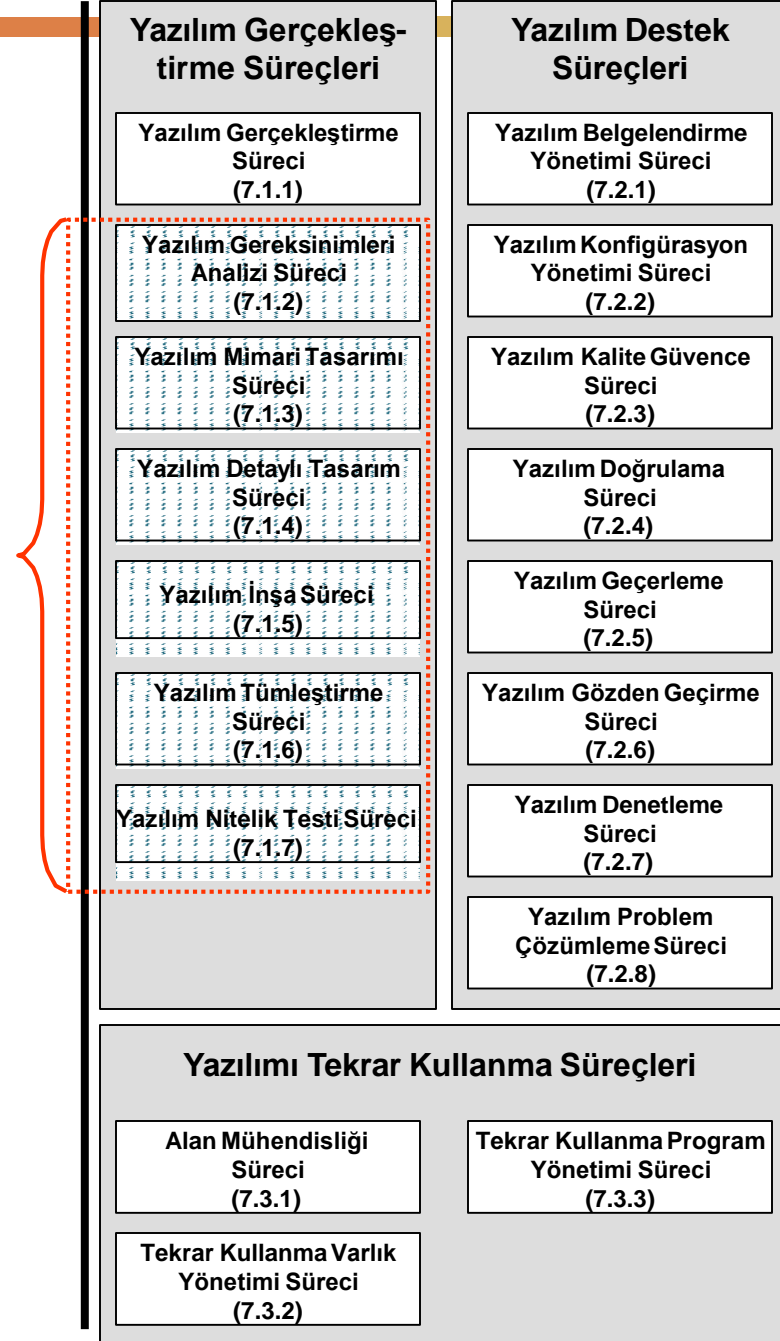 Yazılım Gerçekleş-
tirme Süreçleri
Yazılım Gerçekleştirme
Süreci
(7.1.1)
Yazılım Gereksinimleri
Analizi Süreci
(7.1.2)
Yazılım Mimari Tasarımı
Süreci
(7.1.3)
Yazılım Detaylı Tasarım
Süreci
(7.1.4)
Yazılım İnşa Süreci
(7.1.5)
Yazılım Tümleştirme
Süreci
(7.1.6)
Yazılım Nitelik Testi Süreci
(7.1.7)
Yazılım Destek
Süreçleri
Yazılım Belgelendirme
Yönetimi Süreci
(7.2.1)
Yazılım Konfigürasyon
Yönetimi Süreci
(7.2.2)
Yazılım Kalite Güvence
Süreci
(7.2.3)
Yazılım Doğrulama
Süreci
(7.2.4)
Yazılım Geçerleme
Süreci
(7.2.5)
Yazılım Gözden Geçirme
Süreci
(7.2.6)
Yazılım Denetleme
Süreci
(7.2.7)
Yazılım Problem
Çözümleme Süreci
(7.2.8)
Yazılımı Tekrar Kullanma Süreçleri
Alan Mühendisliği
Süreci
(7.3.1)
Tekrar Kullanma Varlık
Yönetimi Süreci
(7.3.2)
Tekrar Kullanma Program
Yönetimi Süreci
(7.3.3)